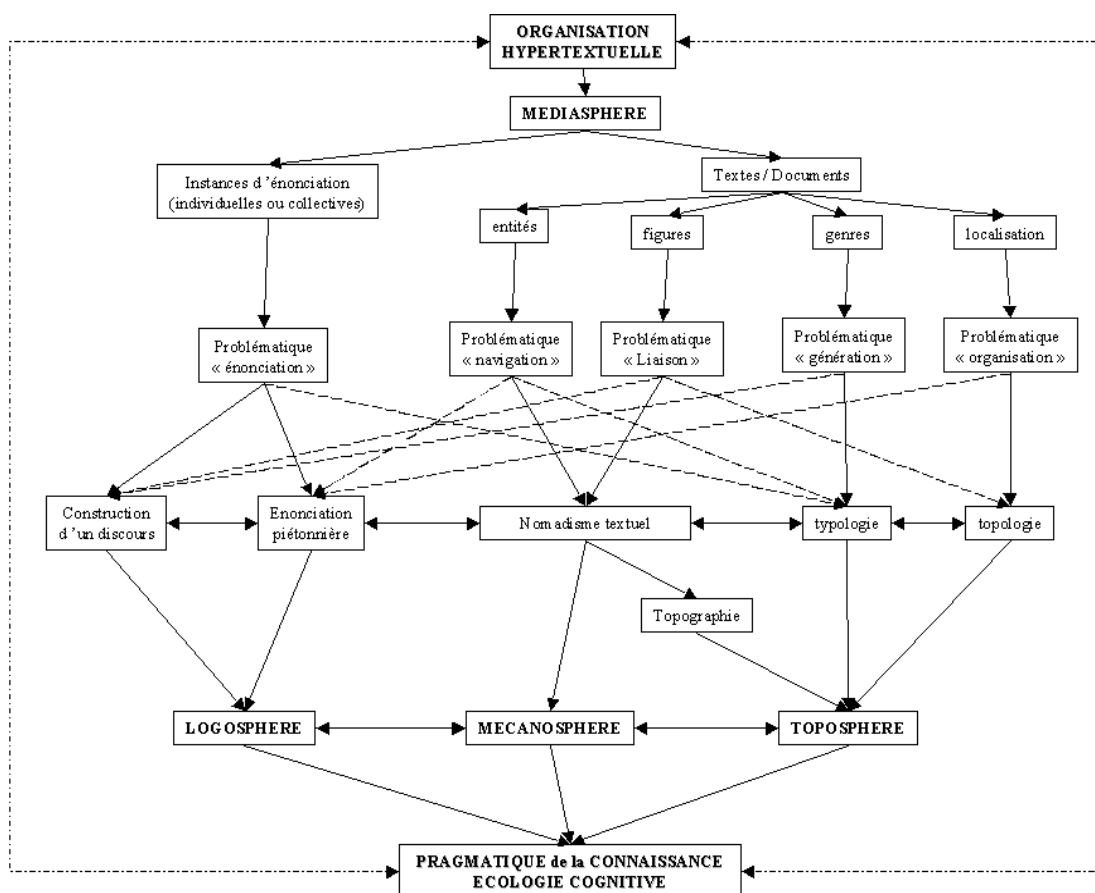 ORGANISATION
HYPERTEXTUELLE
MEDIASPHERE
Instances d'énonciation
(individuelles ou collectives)
Textes / Documents
entités
figures
genres
localisation
Problématique
« énonciation »
Problématique
« navigation »
Problématique
« Liaison »
Problématique
« génération »
Problématique
« organisation »
Construction
d'un discours
Enonciation
piétonnière
Nomadisme textuel
typologie
topologie
Topographie
LOGOSPHERE
MECANOSPHERE
TOPOSPHERE
PRAGMATIQUE de la CONNAISSANCE
ECOLOGIE COGNITIVE